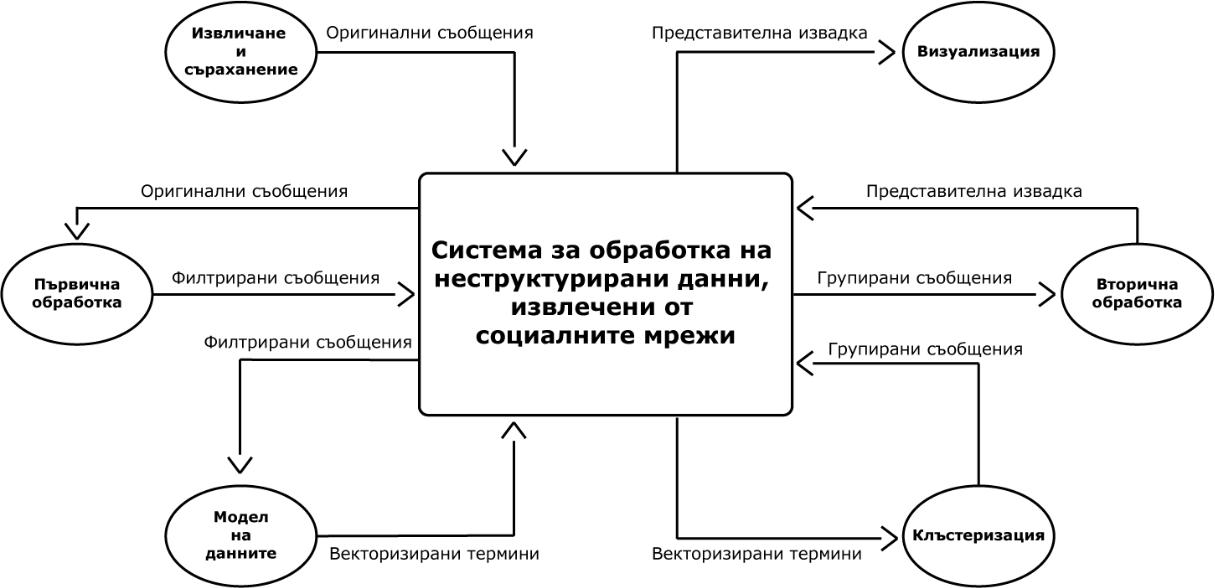 Извличане
и
съраханение
Оригинални съобщения
Представителна извадка
Визуализация
Оригинални съобщения
Представителна извадка
Първична
обработка
Филтрирани съобщения
Система за обработка на
неструктурирани данни,
извлечени от
социалните мрежи
Групирани съобщения
Вторична
обработка
Филтрирани съобщения
Групирани съобщения
Модел
на
данните
Векторизирани термини
Векторизирани термини
Клъстеризация